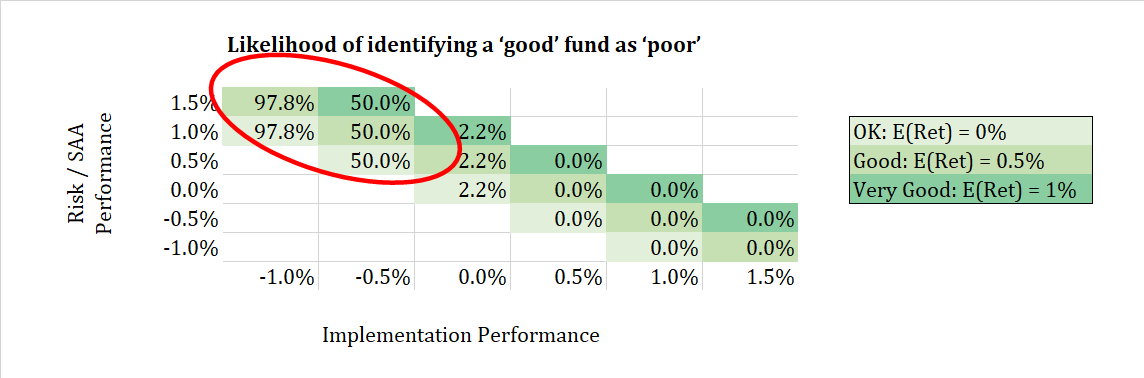 Likelihood of identifying a ‘good’ fund as ‘poor’
Risk / SAA
Performance
1.5% 97.8% 50.0%
1.0% 97.8% 50.0% 2.2%
0.5% 50.0% 2.2% 0.0%
0.0% 2.2% 0.0% 0.0%
-0.5% 0.0% 0.0% 0.0%
-1.0% 0.0% 0.0%
-1.0% -0.5% 0.0% 0.5% 1.0% 1.5%
Implementation Performance
OK: E(Ret) = 0%
Good: E(Ret) = 0.5%
Very Good: E(Ret) = 1%